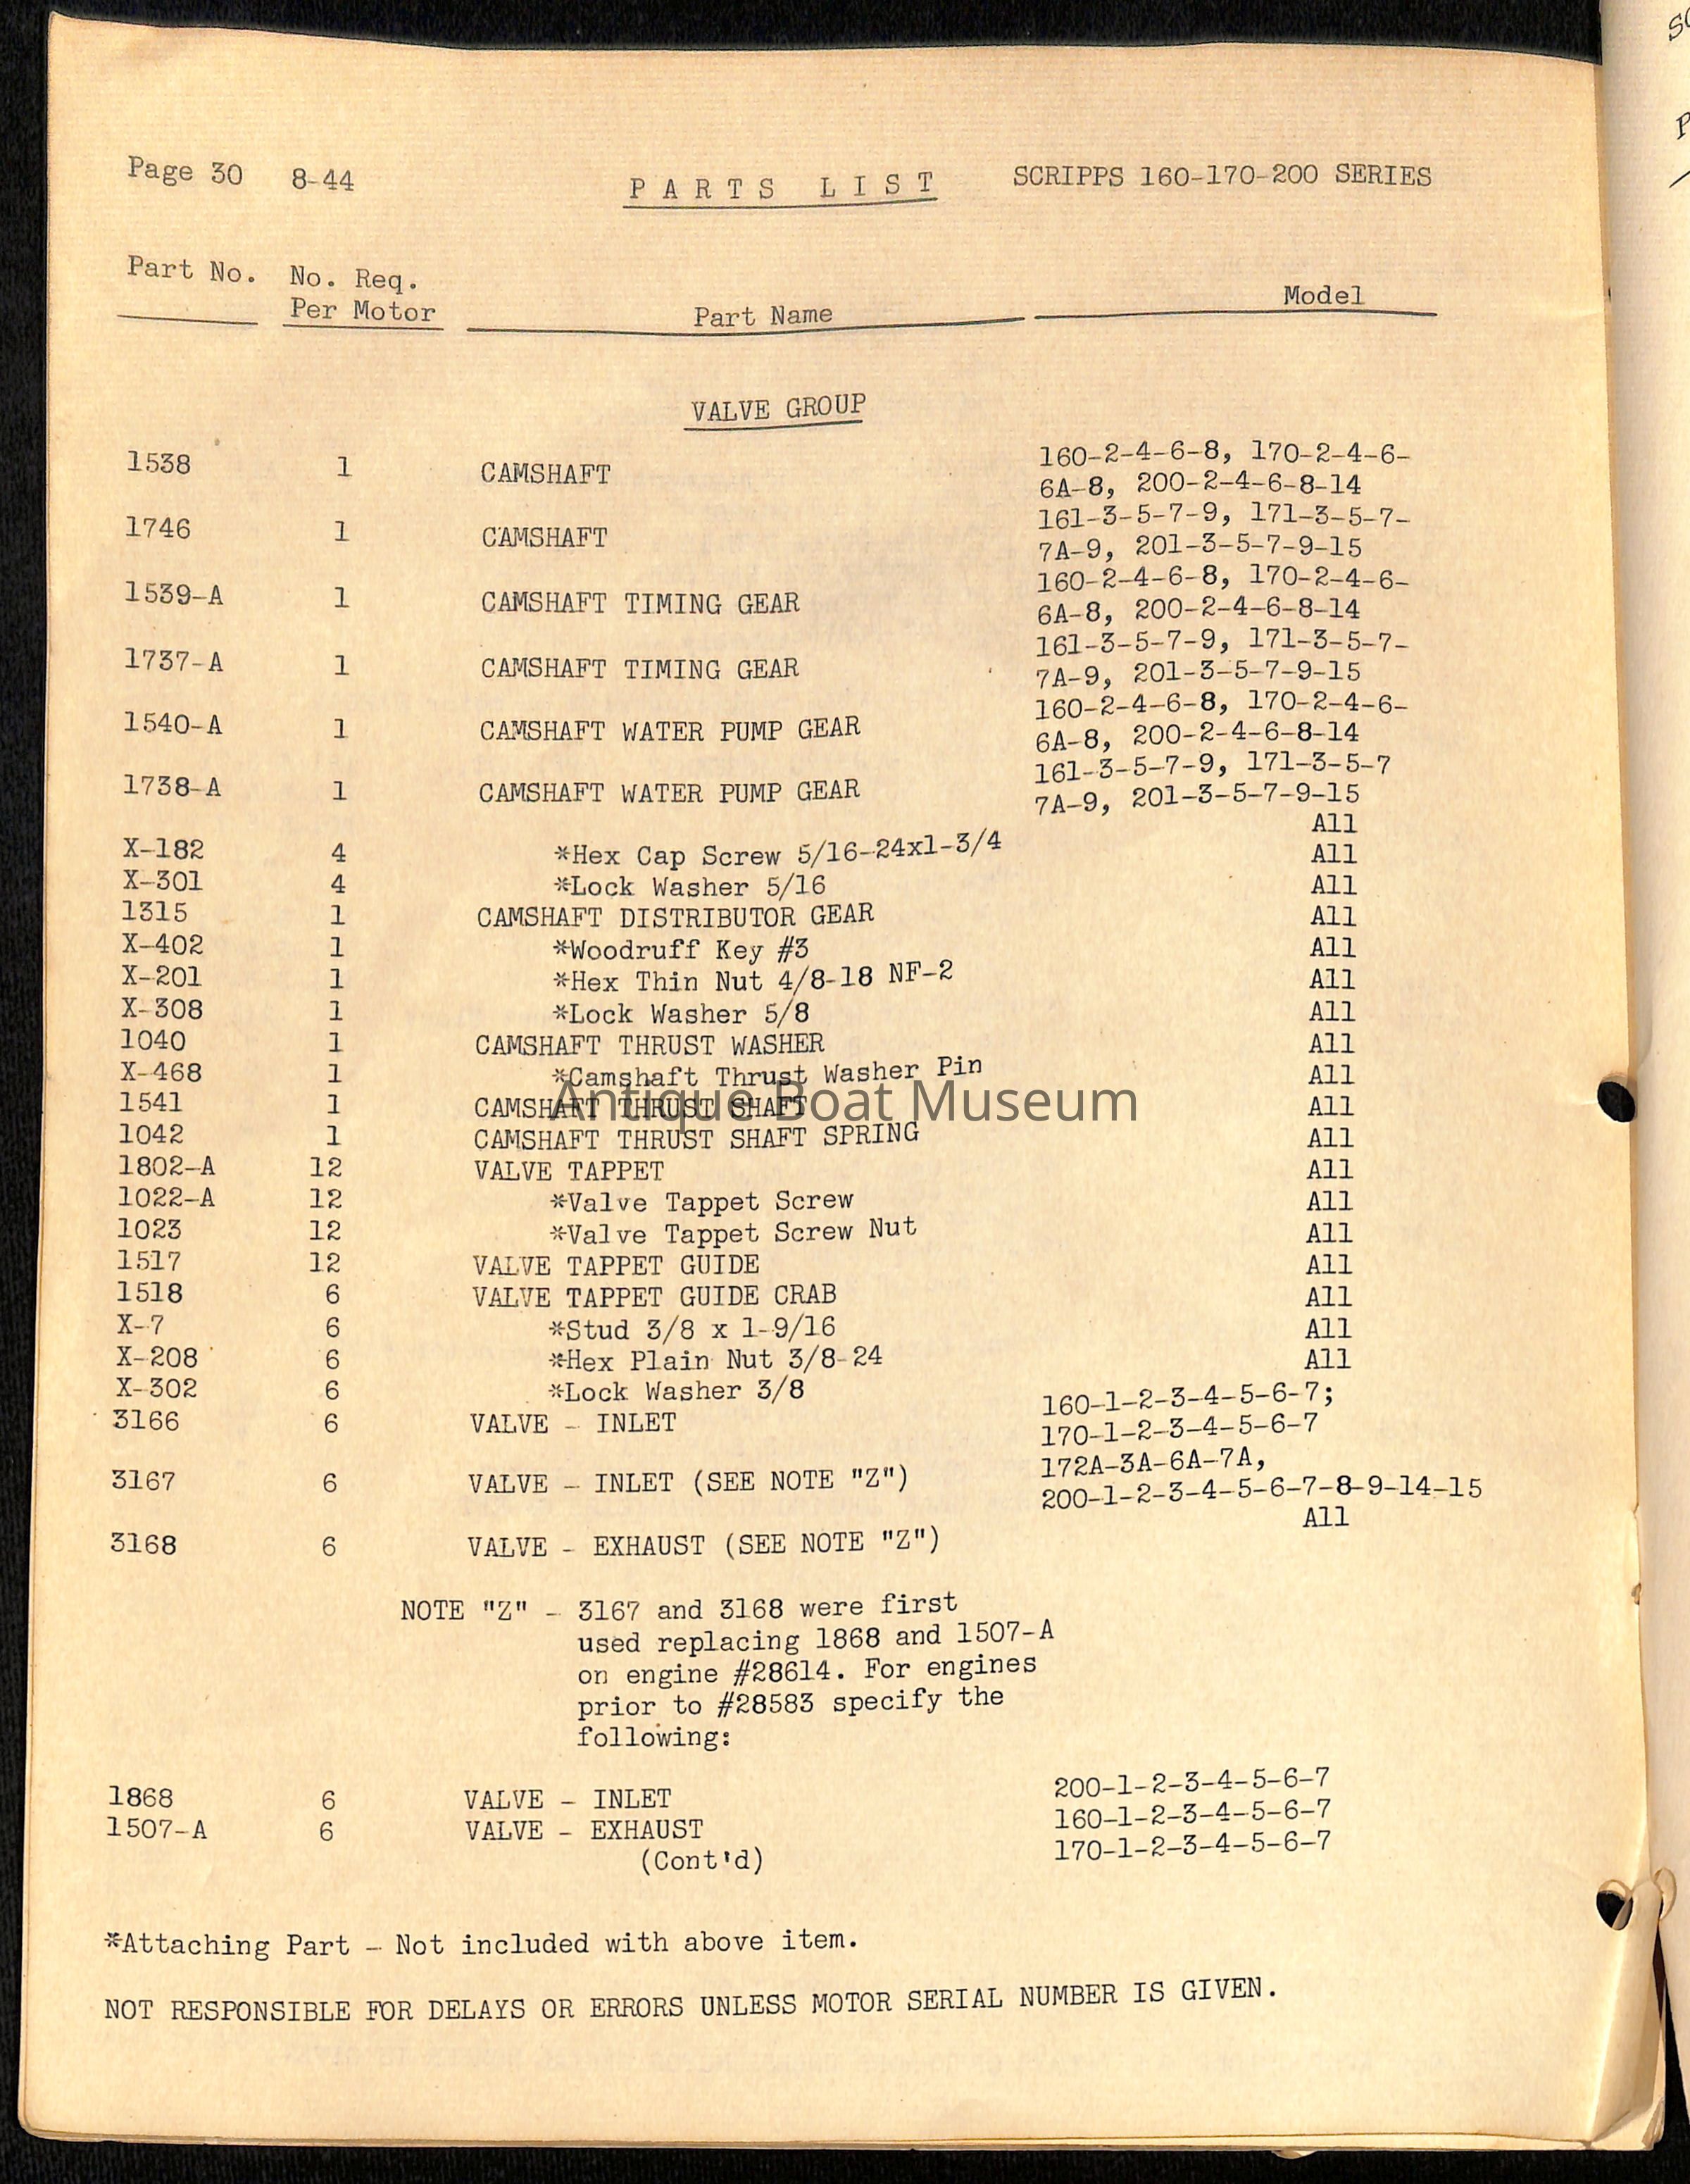 Page 30 8-44 PARTS LIST SCRIPPS 160-170-200 SERIES
Part No. No. Req.
Per Motor Part Name Model
VALVE GROUP
1538 1 CAMSHAFT 160-2-4-6-8, 170-2-4-6-
6A-8, 200-2-4-6-8-14
1746 1 CAMSHAFT 161-3-5-7-9, 171-3-5-7-
7A-9, 201-3-5-7-9-15
1539-A 1 CAMSHAFT TIMING GEAR 160-2-4-6-8, 170-2-4-6-
6A-8, 200-2-4-6-8-14
1737-A 1 CAMSHAFT TIMING GEAR 161-3-5-7-9, 171-3-5-7-
7A-9, 201-3-5-7-9-15
1540-A 1 CAMSHAFT WATER PUMP GEAR 160-2-4-6-8, 170-2-4-6-
6A-8, 200-2-4-6-8-14
1738-A 1 CAMSHAFT WATER PUMP GEAR 161-3-5-7-9, 171-3-5-7
7A-9, 201-3-5-7-9-15
All
X-182 4 *Hex Cap Screw 5/16-24x1-3/4 All
X-301 4 *Lock Washer 5/16 All
1315 1 CAMSHAFT DISTRIBUTOR GEAR All
X-402 1 *Woodruff Key #3 All
X-201 1 *Hex Thin Nut 4/8-18 NF-2 All
X-308 1 *Lock Washer 5/8 All
1040 1 CAMSHAFT THRUST WASHER All
X-468 1 *Camshaft Thrust Washer Pin All
1541 1 CAMSHAFT THRUST SHAFT All
Antique Boat Museum
1042 1 CAMSHAFT THRUST SHAFT SPRING All
1802-A 12 VALVE TAPPET All
1022-A 12 *Valve Tappet Screw All
1023 12 *Valve Tappet Screw Nut All
1517 12 VALVE TAPPET GUIDE All
1518 6 VALVE TAPPET GUIDE CRAB All
X-7 6 *Stud 3/8 x 1-9/16 All
X-208 6 *Hex Plain Nut 3/8-24 All
X-302 6 *Lock Washer 3/8 160-1-2-3-4-5-6-7;
3166 6 VALVE - INLET 170-1-2-3-4-5-6-7
172A-3A-6A-7A,
3167 6 VALVE - INLET (SEE NOTE "Z") 200-1-2-3-4-5-6-7-8-9-14-15
All
3168 6 VALVE - EXHAUST (SEE NOTE "Z")
NOTE "Z" - 3167 and 3168 were first
used replacing 1868 and 1507-A
on engine #28614. For engines
prior to #28583 specify the
following:
1868 6 VALVE - INLET 200-1-2-3-4-5-6-7
1507-A 6 VALVE - EXHAUST 160-1-2-3-4-5-6-7
(Cont'd) 170-1-2-3-4-5-6-7
*Attaching Part - Not included with above item.
NOT RESPONSIBLE FOR DELAYS OR ERRORS UNLESS MOTOR SERIAL NUMBER IS GIVEN.